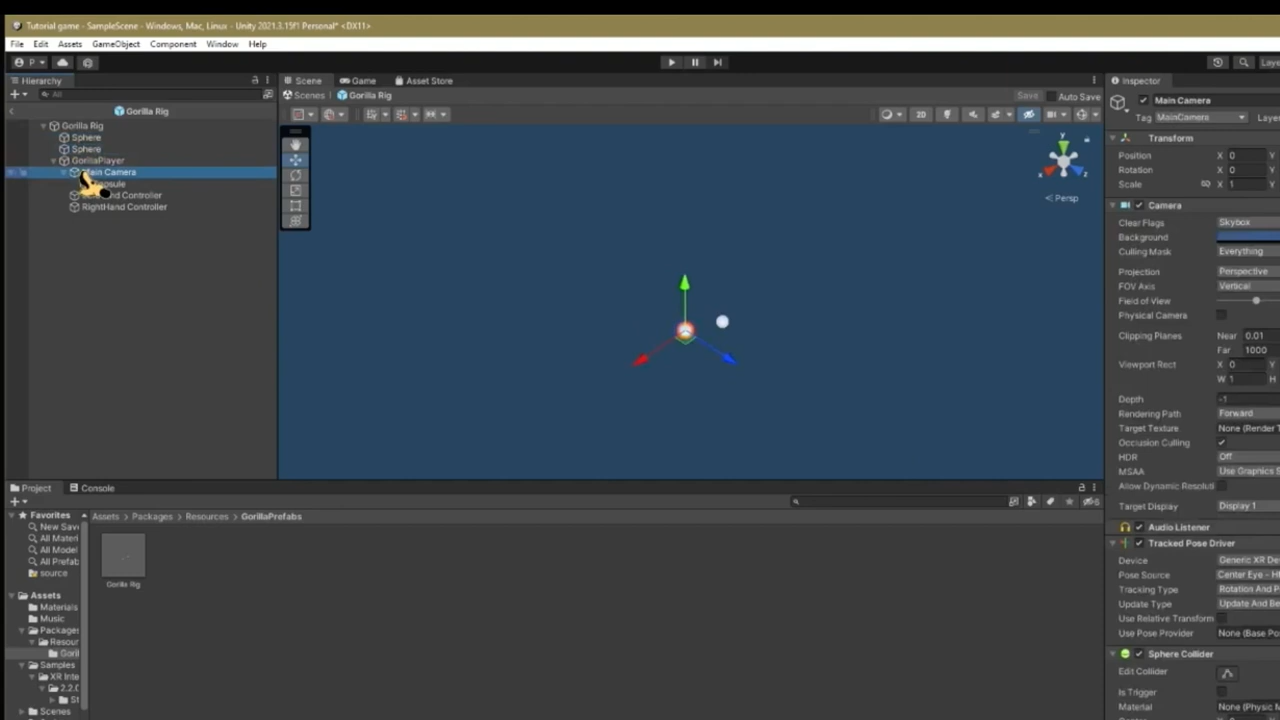 Tutorial game - SampleScene - Windows, Mac, Linux - Unity 2021.3.15f1 Personal* <DX11>
File Edit Assets GameObject Component Window Help
P
Layer
Hierarchy
All
Gorilla Rig
Gorilla Rig
Sphere
Sphere
GorillaPlayer
Main Camera
RightHand Controller
Scene Game Asset Store
Scenes Gorilla Rig Save Auto Save
2D
y
x
z
< Persp
Inspector
Main Camera
Tag MainCamera Layer
Transform
Position X 0 Y
Rotation X 0 Y
Scale X 1 Y
Camera
Clear Flags Skybox
Background
Culling Mask Everything
Projection Perspective
FOV Axis Vertical
Field of View
Physical Camera
Clipping Planes Near 0.01
Far 1000
Viewport Rect X 0 Y
W 1 H
Depth -1
Rendering Path Forward
Target Texture None (Render T
Occlusion Culling
HDR Off
MSAA Use Graphics S
Allow Dynamic Resoluti
Target Display Display 1
Audio Listener
Tracked Pose Driver
Device Generic XR De
Pose Source Center Eye - H
Tracking Type Rotation And P
Update Type Update And Be
Use Relative Transform
Use Pose Provider None (Base Po
Sphere Collider
Edit Collider
Is Trigger
Material None (Physic M
Project Console
Favorites
New Save
All Materi
All Model
All Prefab
source
Assets
Materials
Music
Packages
Resour
Goril
Samples
XR Inte
2.2.0
St
Scenes
Assets > Packages > Resources > GorillaPrefabs
Gorilla Rig